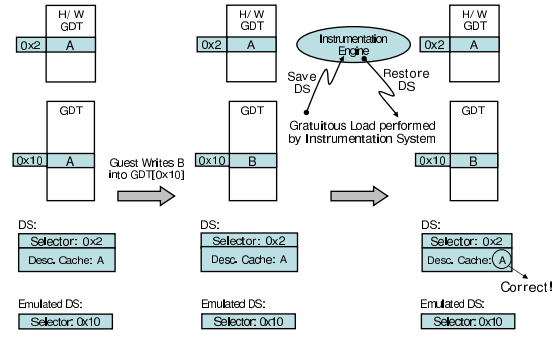 H/W
GDT
0x2
A
GDT
0x10
A
DS:
Selector: 0x2
Desc. Cache: A
Emulated DS:
Selector: 0x10
Guest Writes B
into GDT[0x10]
H/W
GDT
0x2
A
GDT
0x10
B
DS:
Selector: 0x2
Desc. Cache: A
Emulated DS:
Selector: 0x10
Instrumentation
Engine
Save
DS
Restore
DS
Gratuitous Load performed
by Instrumentation System
H/W
GDT
0x2
A
GDT
0x10
B
DS:
Selector: 0x2
Desc. Cache: A
Correct!
Emulated DS:
Selector: 0x10